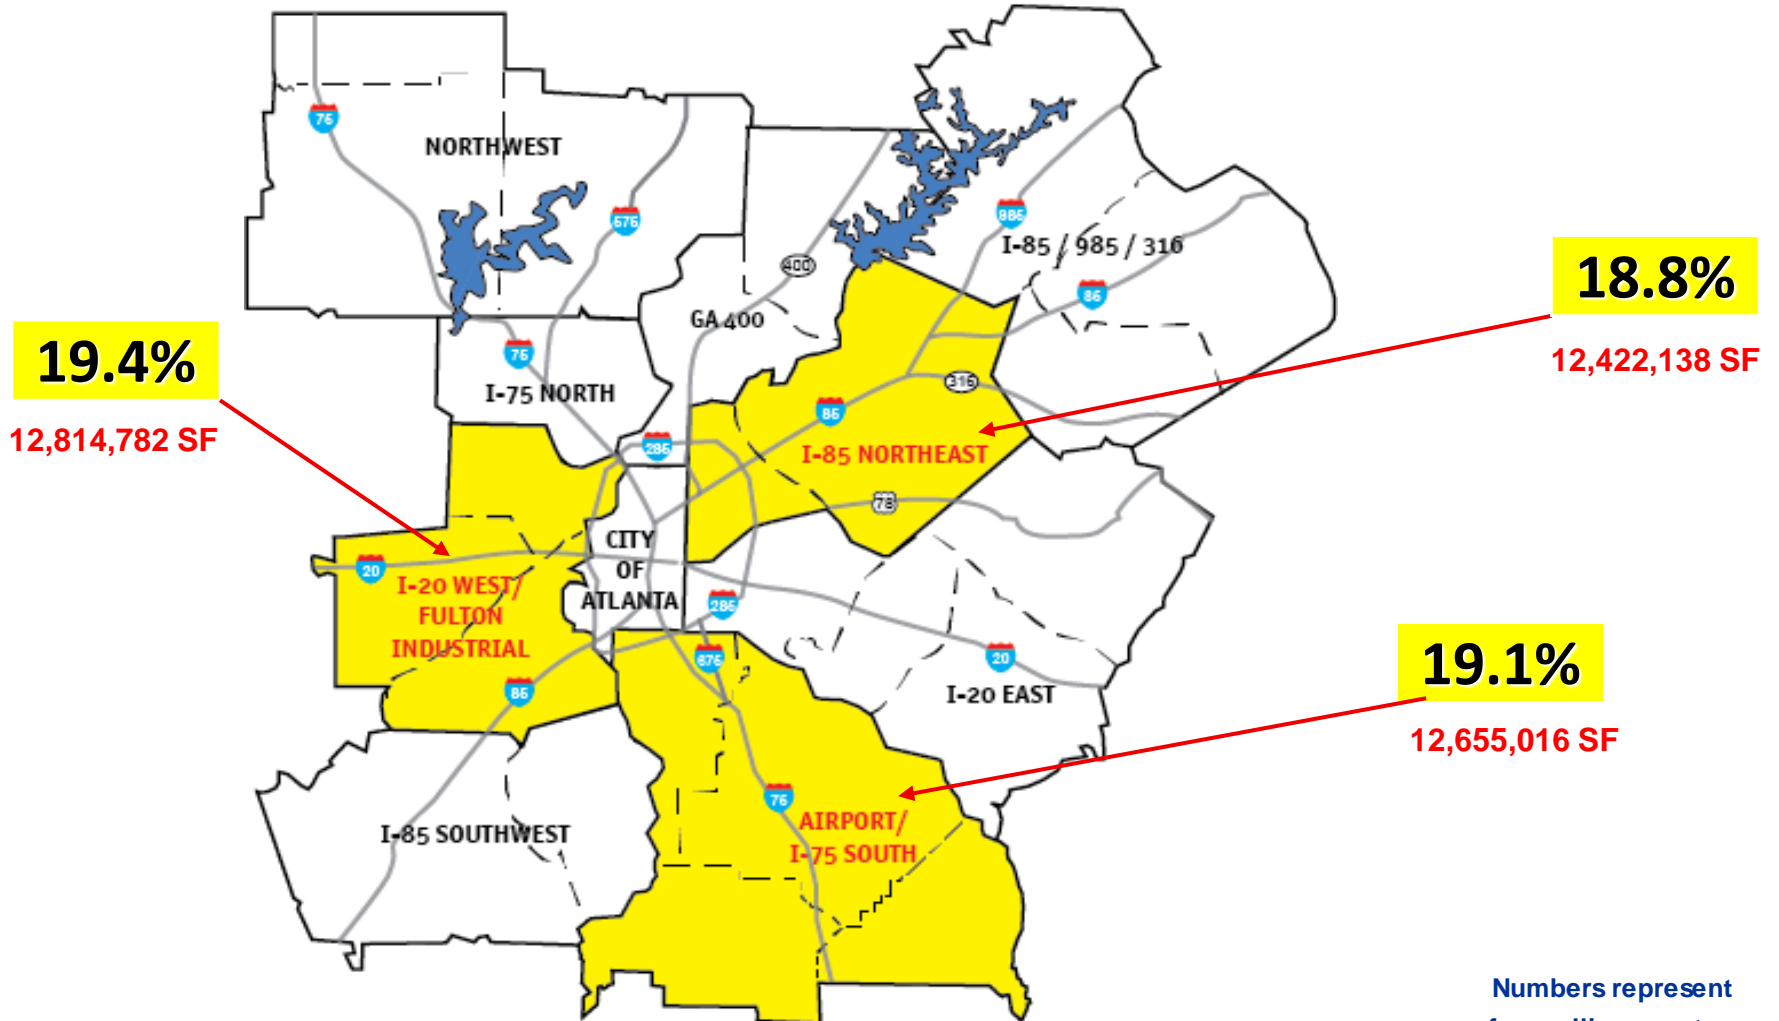 75
NORTHWEST
575
985
I-85 / 985 / 316
400
85
18.8%
12,422,138 SF
GA 400
19.4%
12,814,782 SF
75
I-75 NORTH
316
85
285
I-85 NORTHEAST
78
CITY
OF
ATLANTA
20
I-20 WEST/
FULTON
INDUSTRIAL
285
675
20
I-20 EAST
19.1%
12,655,016 SF
85
75
I-85 SOUTHWEST
AIRPORT/
I-75 SOUTH
Numbers represent